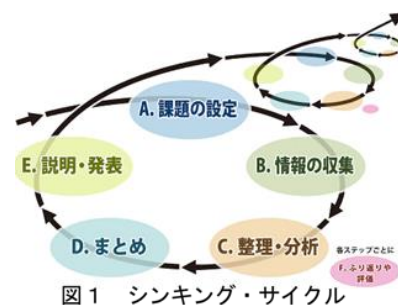 A. 課題の設定
B. 情報の収集
C. 整理・分析
D. まとめ
E. 説明・発表
各ステップごとに
F. ふり返りや
評価
図1 シンキング・サイクル